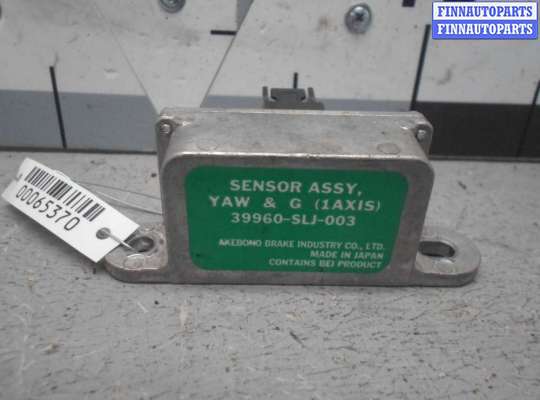 FINNAUTOPARTS
FINNAUTOPARTS
SENSOR ASSY,
YAW & G (1AXIS)
39960-SLJ-003
AKEBONO BRAKE INDUSTRY CO., LTD.
MADE IN JAPAN
CONTAINS BEI PRODUCT
00065370